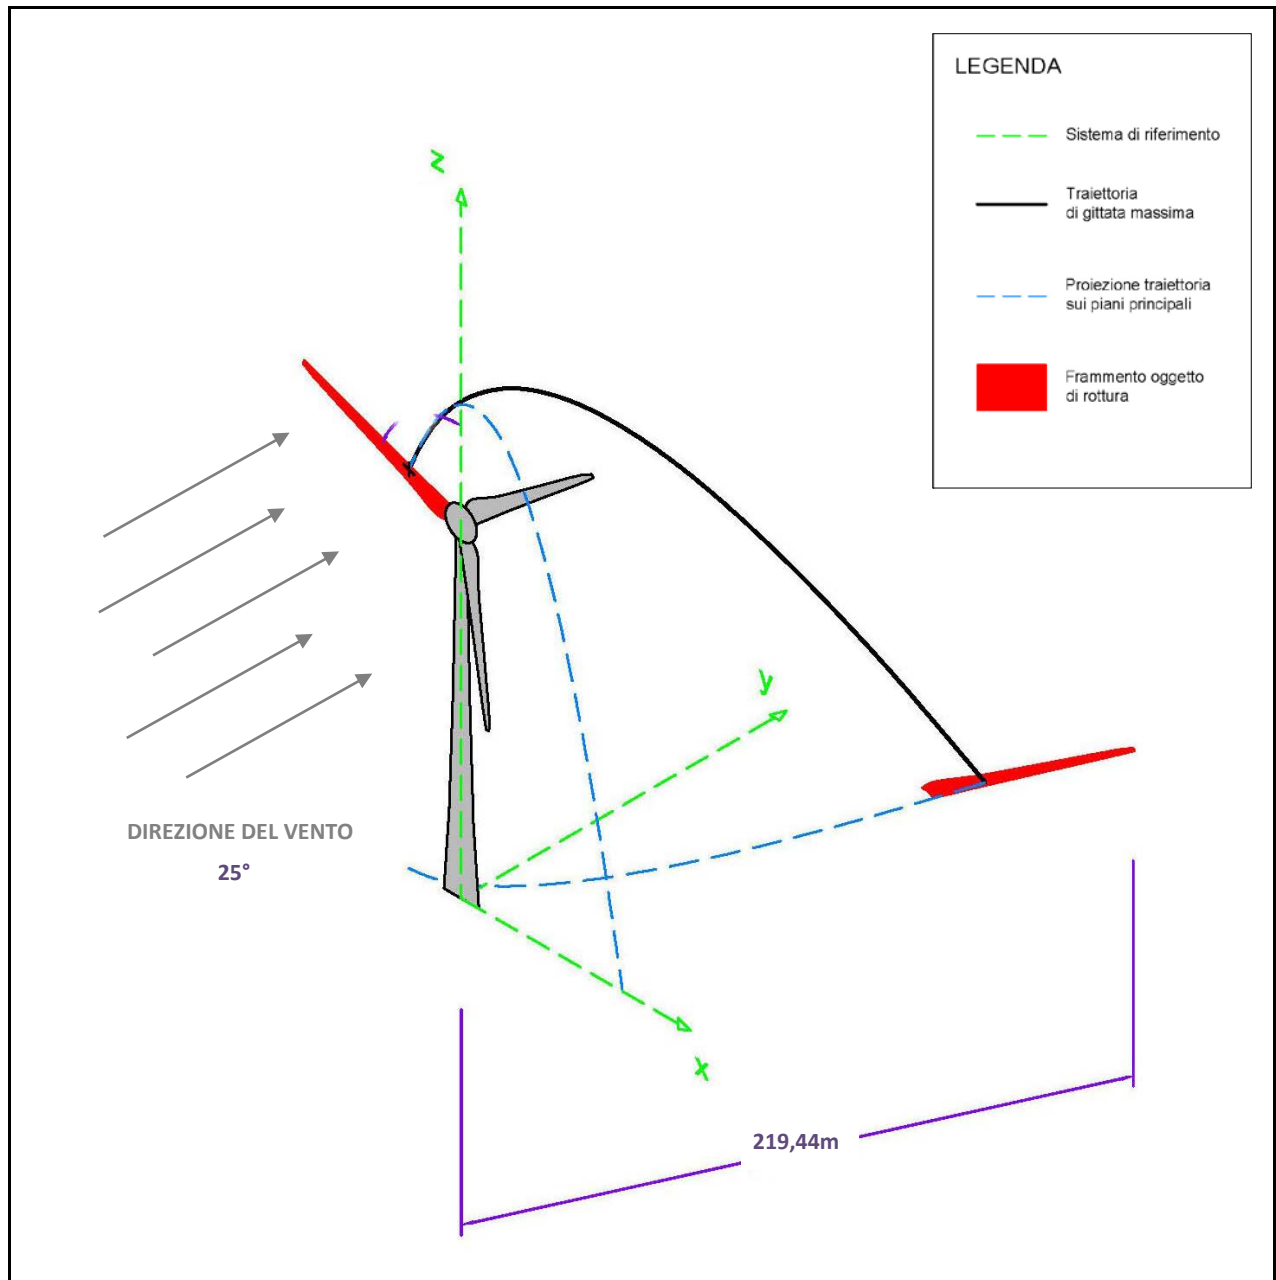 LEGENDA
Sistema di riferimento
Traiettoria
di gittata massima
Proiezione traiettoria
sui piani principali
Frammento oggetto
di rottura
z
y
DIREZIONE DEL VENTO
25°
x
219,44m